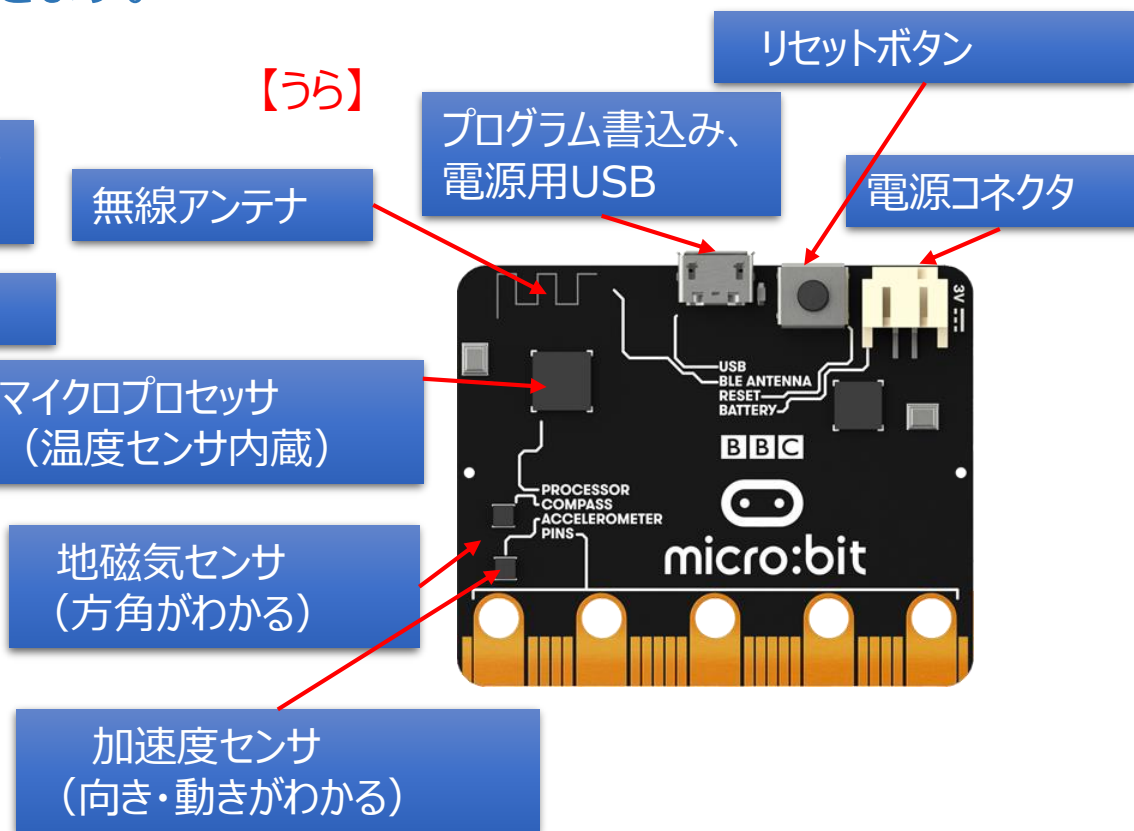 きます。
リセットボタン
【うら】
プログラム書込み、
電源用USB
無線アンテナ
電源コネクタ
3V
マイクロプロセッサ
（温度センサ内蔵）
USB
BLE ANTENNA
RESET
BATTERY
BBC
PROCESSOR
COMPASS
ACCELEROMETER
PINS
micro:bit
地磁気センサ
（方角がわかる）
加速度センサ
（向き・動きがわかる）